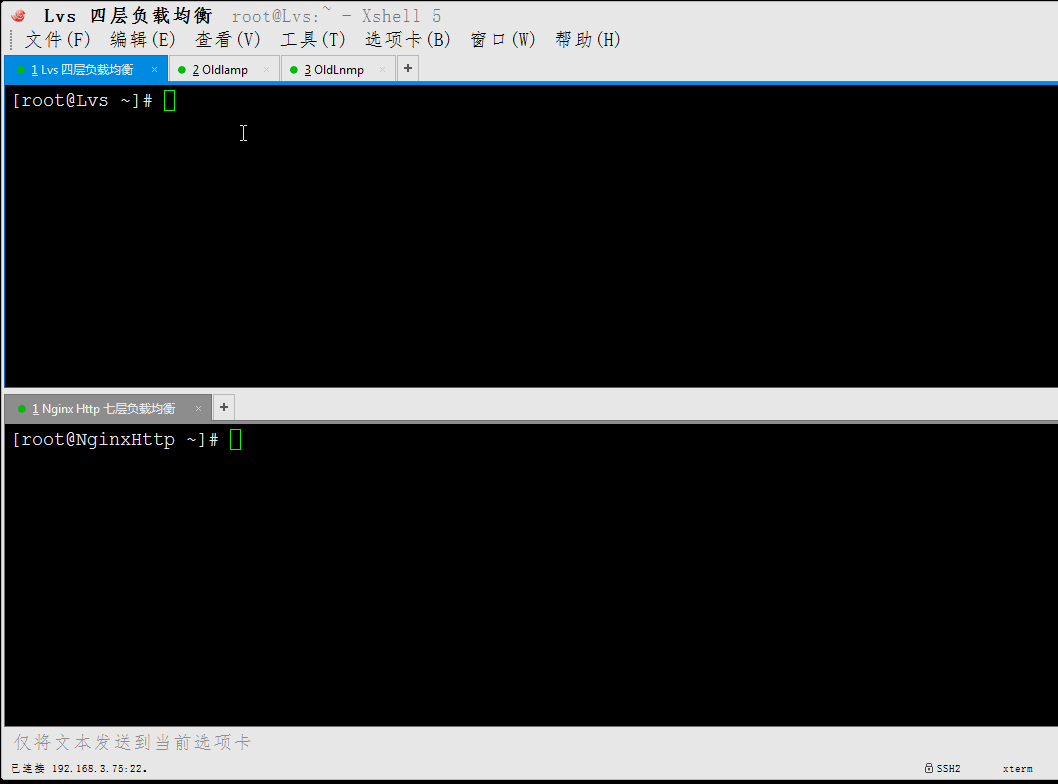 Lvs 四层负载均衡 root@Lvs:~ - Xshell 5
文件(F) 编辑(E) 查看(V) 工具(T) 选项卡(B) 窗口(W) 帮助(H)
1 Lvs 四层负载均衡 × 2 Oldlamp × 3 OldLnmp × +
[root@Lvs ~]#
1 Nginx Http 七层负载均衡 × +
[root@NginxHttp ~]#
仅将文本发送到当前选项卡
已连接 192.168.3.75:22. SSH2 xterm